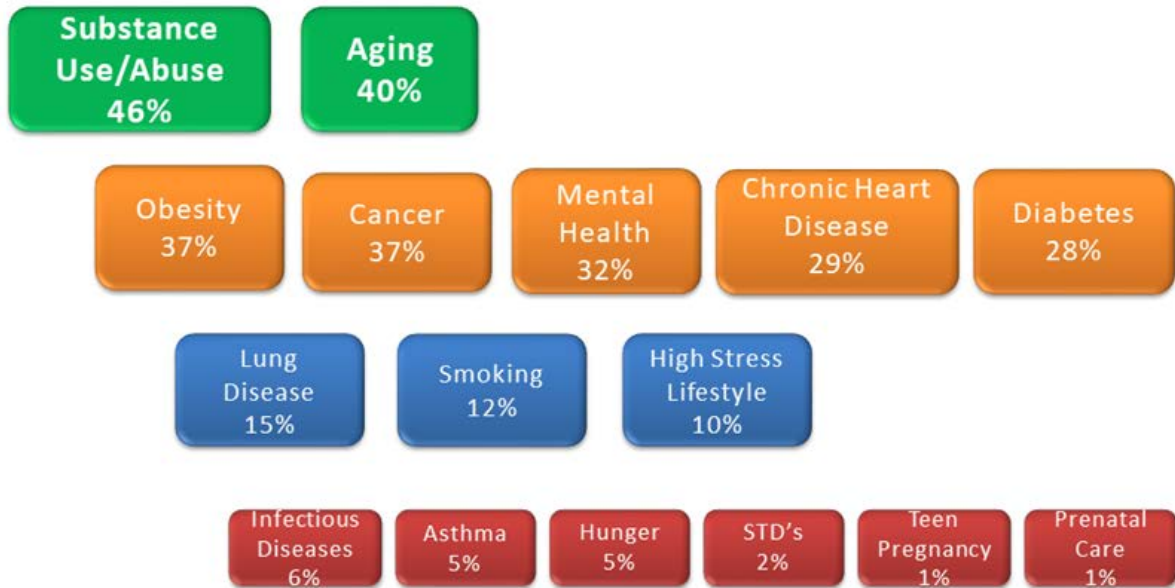 Substance
Use/Abuse
46%
Aging
40%
Obesity
37%
Cancer
37%
Mental
Health
32%
Chronic Heart
Disease
29%
Diabetes
28%
Lung
Disease
15%
Smoking
12%
High Stress
Lifestyle
10%
Infectious
Diseases
6%
Asthma
5%
Hunger
5%
STD's
2%
Teen
Pregnancy
1%
Prenatal
Care
1%